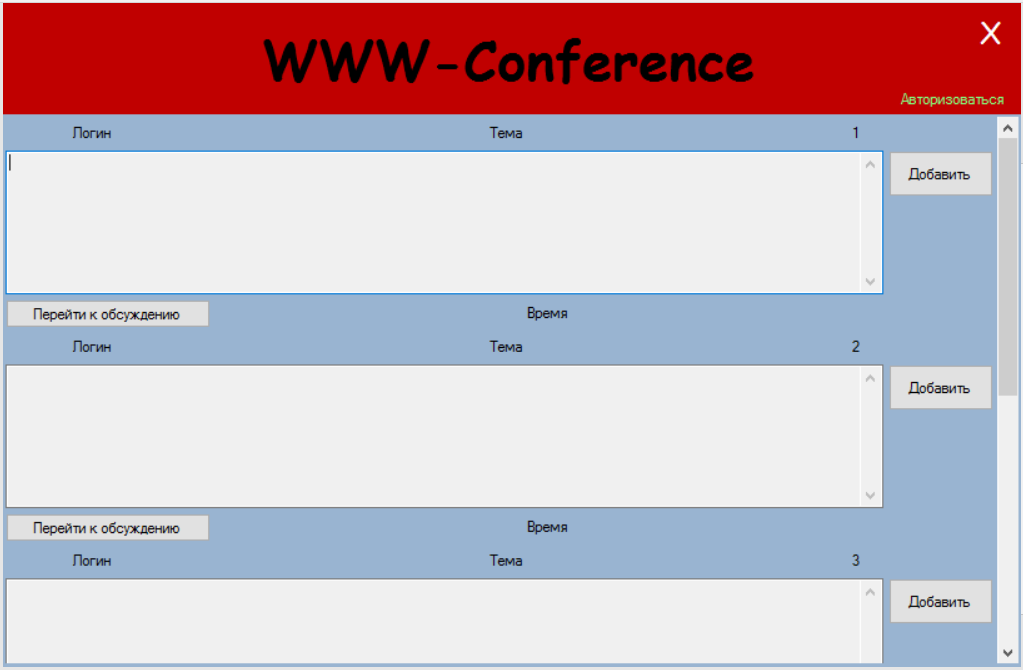 WWW-Conference
X
Авторизоваться
Логин Тема 1
Добавить
Перейти к обсуждению Время
Логин Тема 2
Добавить
Перейти к обсуждению Время
Логин Тема 3
Добавить